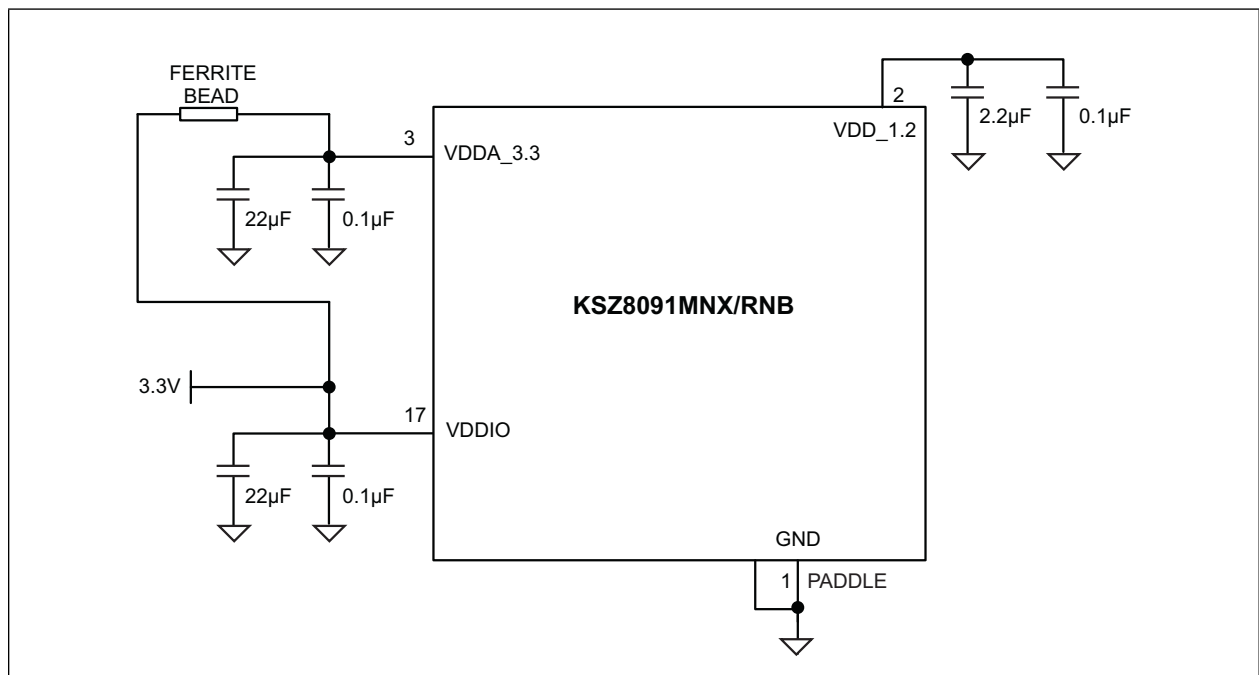 FERRITE
BEAD
2
2.2µF
0.1µF
VDD_1.2
3
VDDA_3.3
22µF
0.1µF
KSZ8091MNX/RNB
3.3V
17
VDDIO
22µF
0.1µF
GND
1
PADDLE